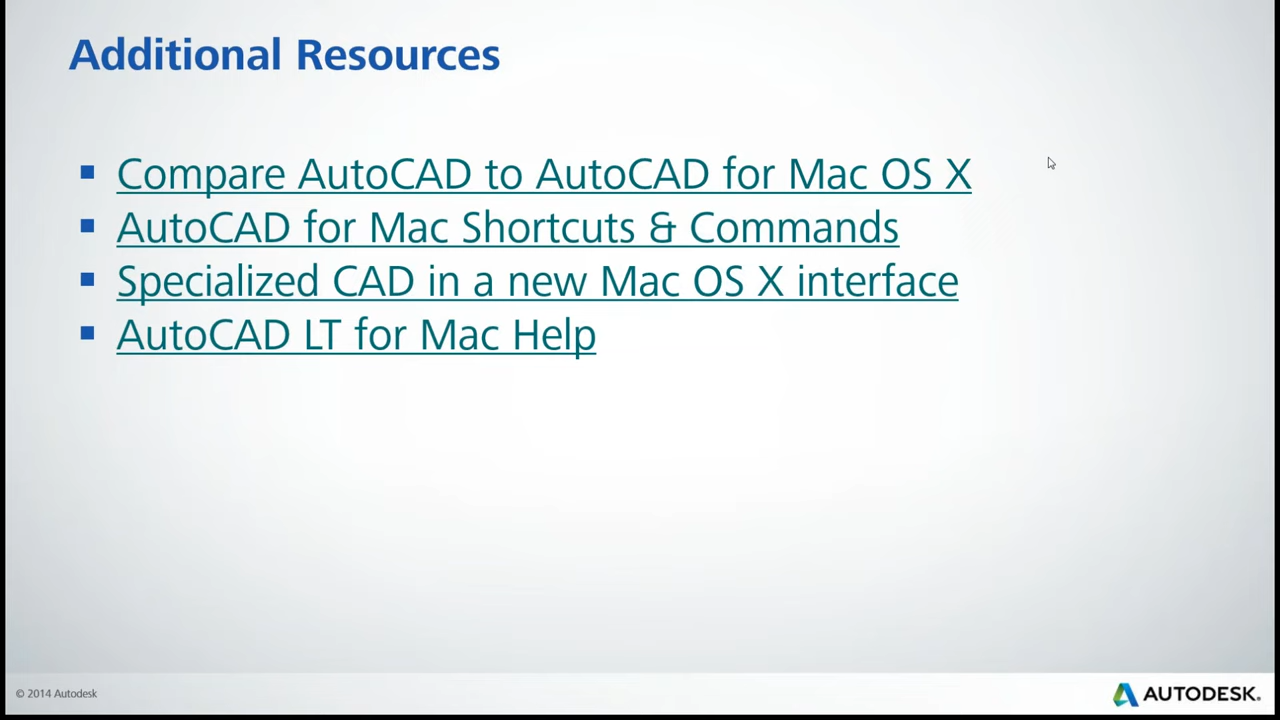 Additional Resources
Compare AutoCAD to AutoCAD for Mac OS X
AutoCAD for Mac Shortcuts & Commands
Specialized CAD in a new Mac OS X interface
AutoCAD LT for Mac Help
© 2014 Autodesk
AUTODESK.